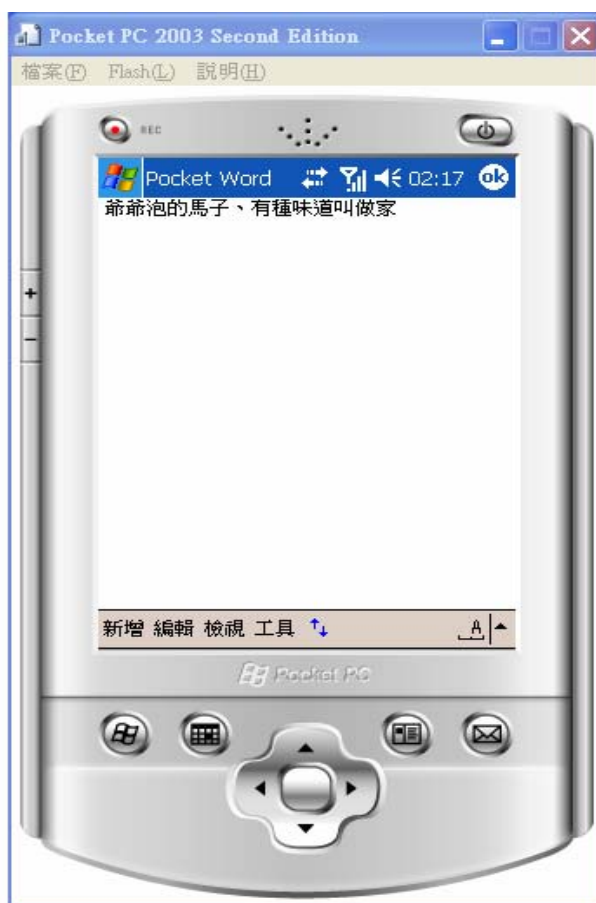 Pocket PC 2003 Second Edition
檔案(F) Flash(L) 說明(H)
REC
Pocket Word 02:17 ok
爺爺泡的馬子、有種味道叫做家
+
-
新增 編輯 檢視 工具 A
Pocket PC